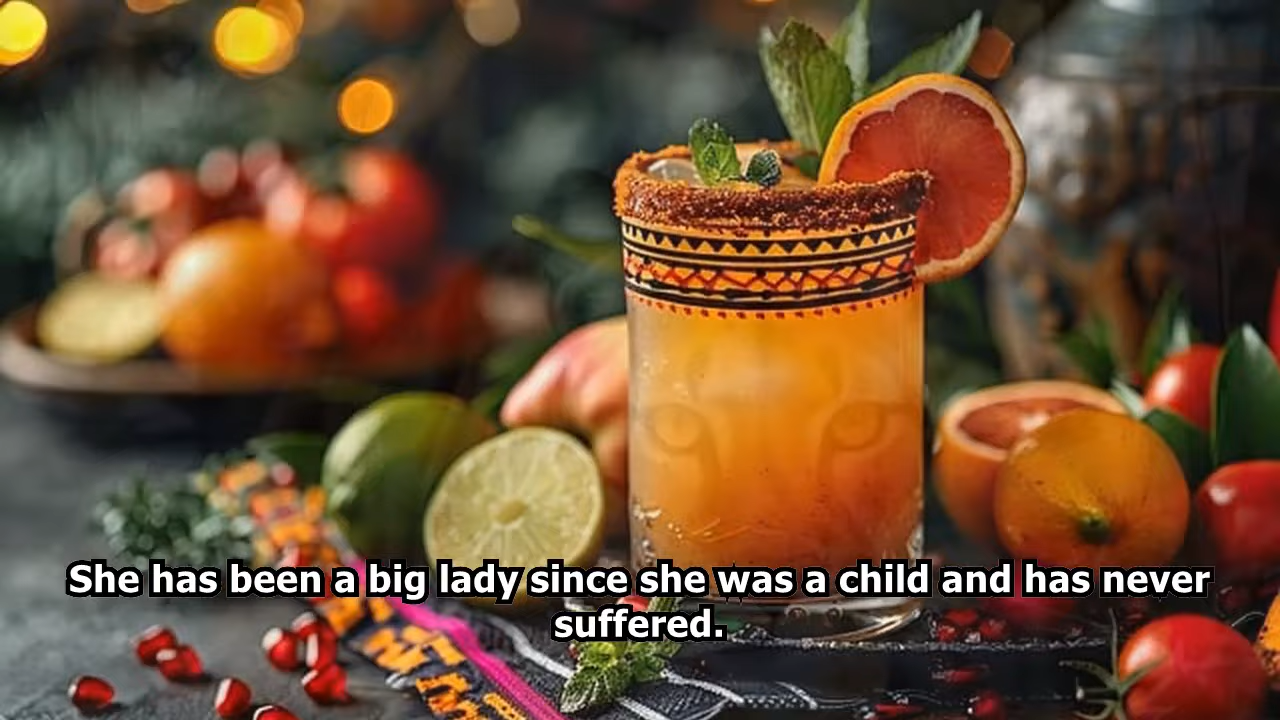 She has been a big lady since she was a child and has never
suffered.